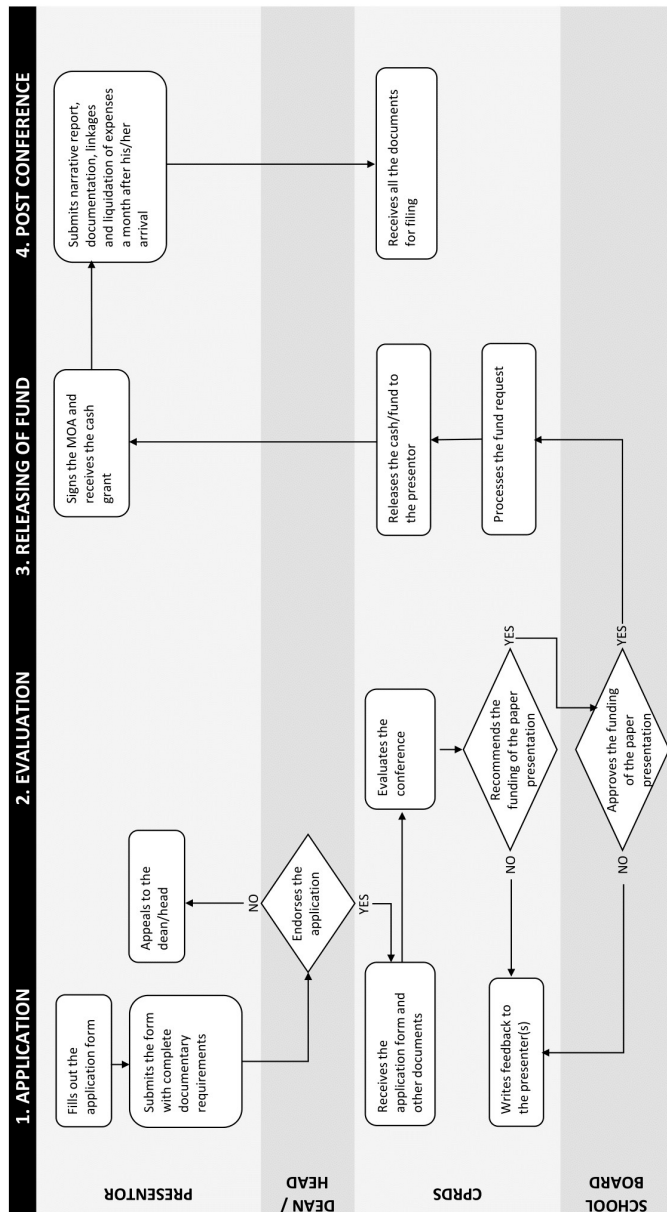 1. APPLICATION
2. EVALUATION
3. RELEASING OF FUND
4. POST CONFERENCE
PRESENTOR
Fills out the
application form
Submits the form
with complete
documentary
requirements
Appeals to the
dean/head
Signs the MOA and
receives the cash
grant
Submits narrative report,
documentation, linkages
and liquidation of expenses
a month after his/her
arrival
DEAN /
HEAD
NO
Endorses the
application
YES
CPRDS
Receives the
application form and
other documents
Evaluates the
conference
Releases the cash/fund to
the presentor
Receives all the documents
for filing
Writes feedback to
the presenter(s)
NO
Recommends the
funding of the paper
presentation
YES
Processes the fund request
SCHOOL
BOARD
NO
Approves the funding
of the paper
presentation
YES